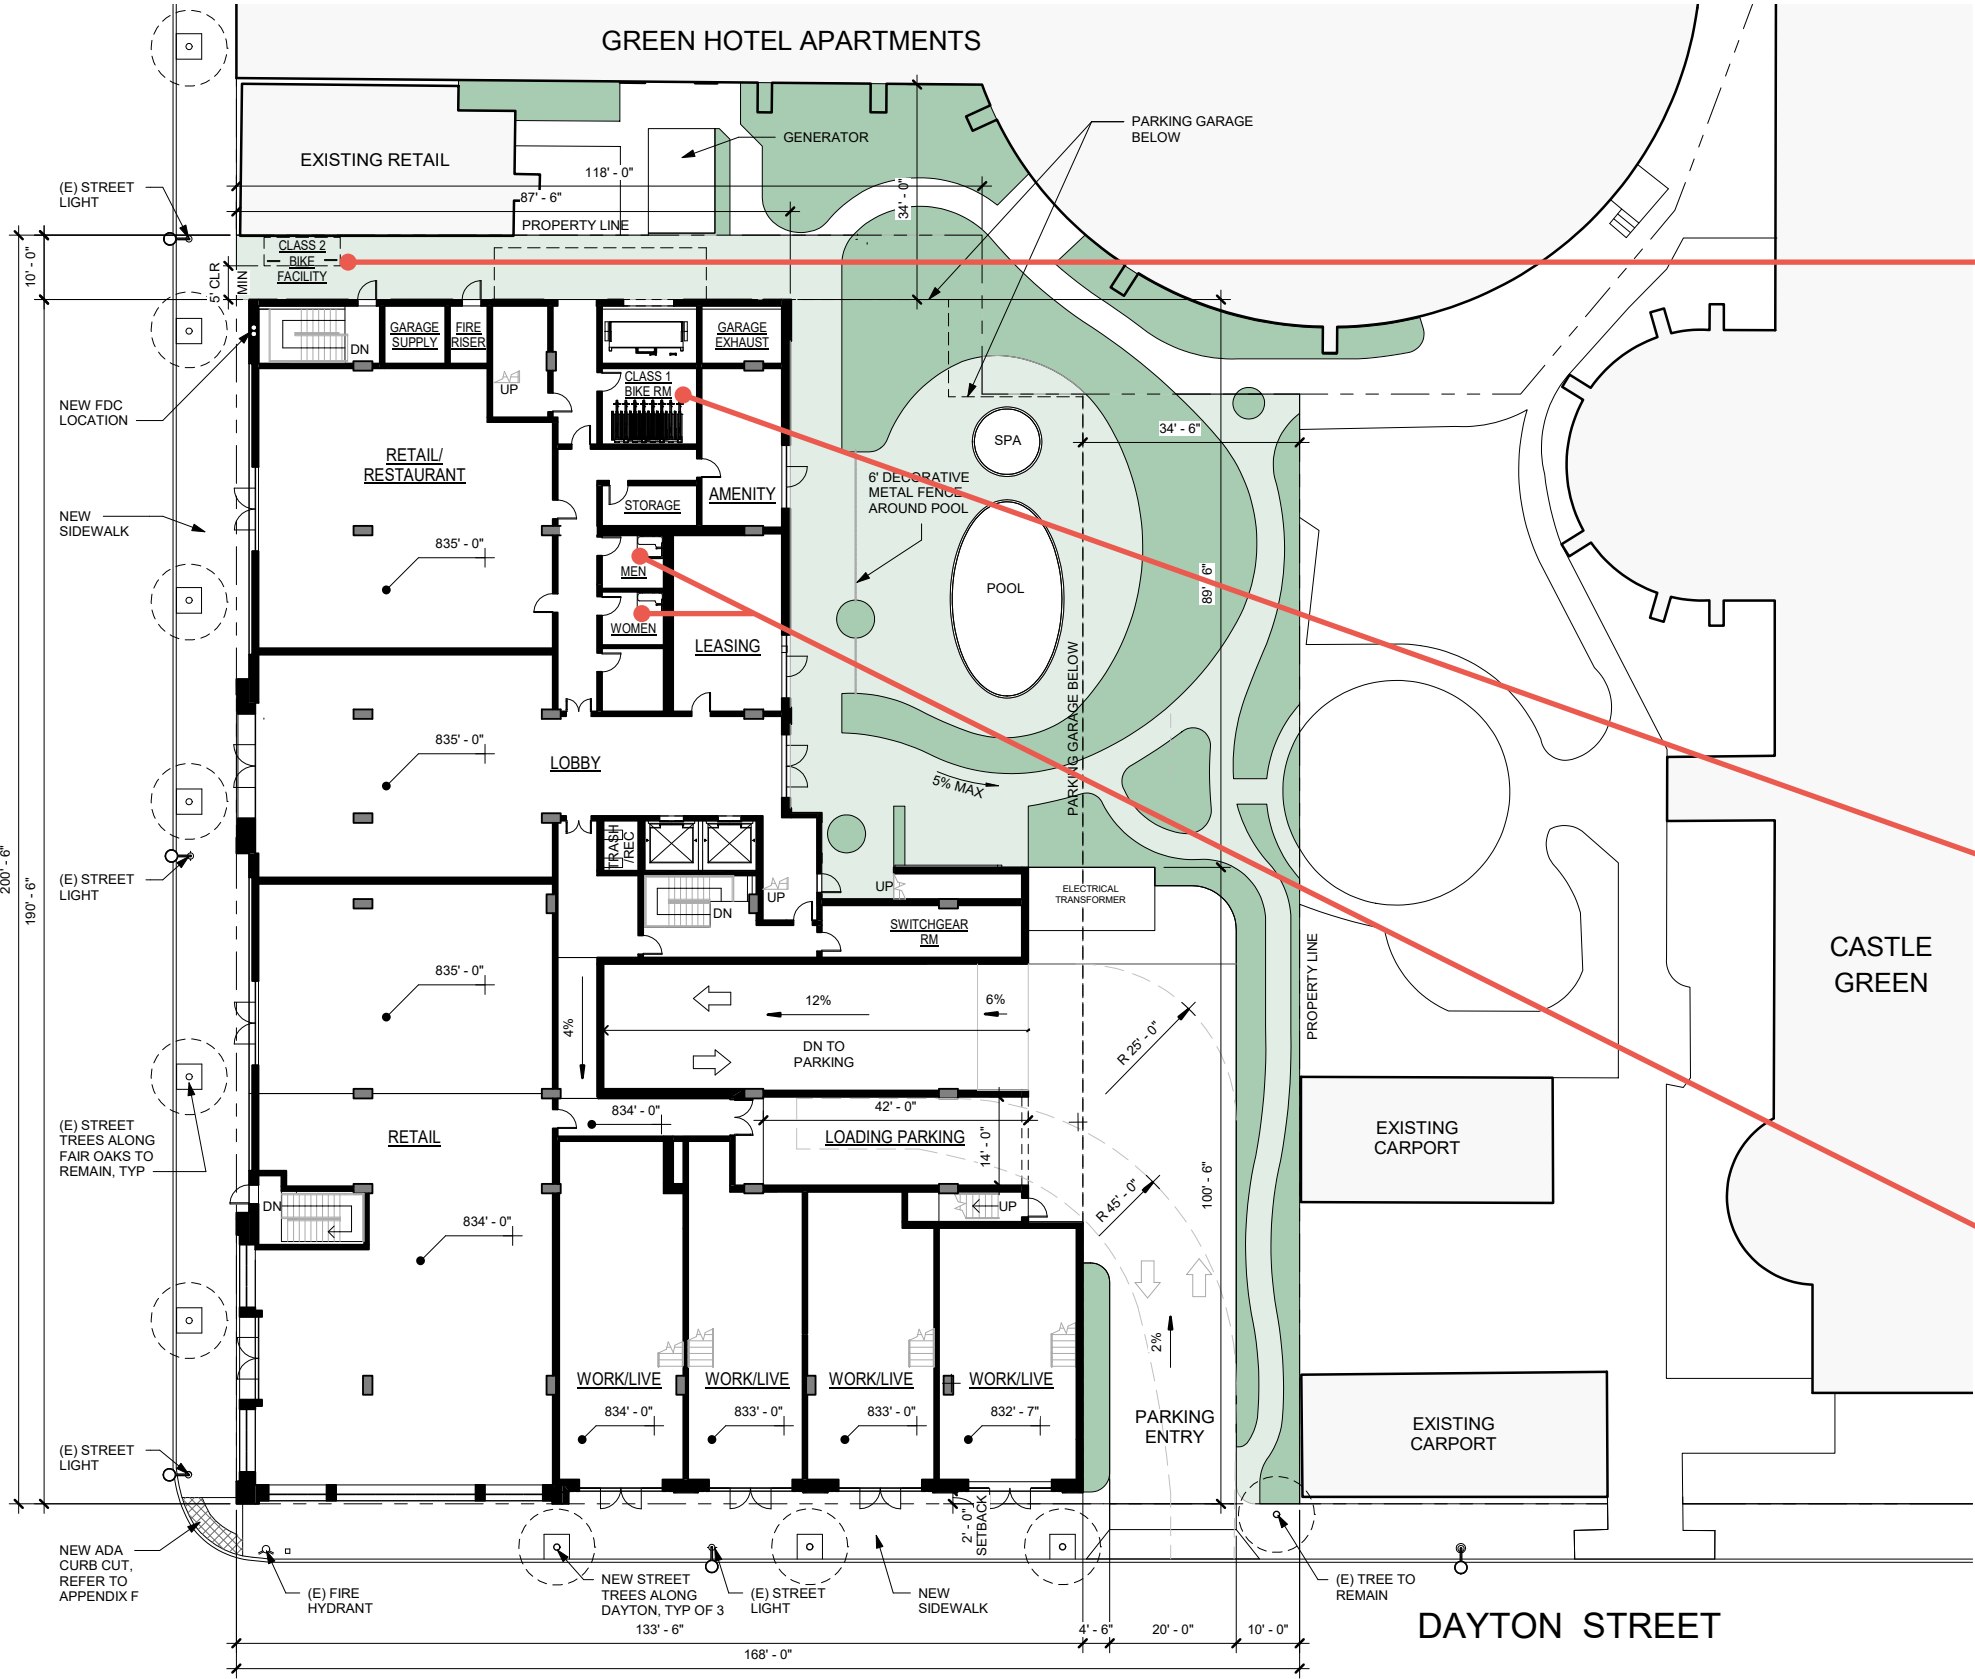 GREEN HOTEL APARTMENTS
EXISTING RETAIL
GENERATOR
PARKING GARAGE
BELOW
(E) STREET
LIGHT
118' - 0"
87' - 6"
34' - 0"
PROPERTY LINE
CLASS 2
BIKE
FACILITY
10' - 0"
5' CLR
MIN
GARAGE
SUPPLY
FIRE
RISER
GARAGE
EXHAUST
DN
UP
CLASS 1
BIKE RM
NEW FDC
LOCATION
RETAIL/
RESTAURANT
SPA
34' - 6"
6' DECORATIVE
METAL FENCE
AROUND POOL
AMENITY
STORAGE
NEW
SIDEWALK
835' - 0"
MEN
WOMEN
LEASING
POOL
89' - 6"
PARKING GARAGE BELOW
835' - 0"
LOBBY
5% MAX
TRASH
/REC
200' - 6"
190' - 6"
(E) STREET
LIGHT
DN
UP
UP
ELECTRICAL
TRANSFORMER
SWITCHGEAR
RM
PROPERTY LINE
CASTLE
GREEN
835' - 0"
4%
12%
6%
DN TO
PARKING
R 25' - 0"
(E) STREET
TREES ALONG
FAIR OAKS TO
REMAIN, TYP
RETAIL
834' - 0"
42' - 0"
LOADING PARKING
14' - 0"
R 45' - 0"
100' - 6"
EXISTING
CARPORT
DN
834' - 0"
UP
2%
WORK/LIVE
WORK/LIVE
WORK/LIVE
WORK/LIVE
834' - 0"
833' - 0"
833' - 0"
832' - 7"
PARKING
ENTRY
EXISTING
CARPORT
(E) STREET
LIGHT
2' - 0"
SETBACK
NEW ADA
CURB CUT,
REFER TO
APPENDIX F
(E) FIRE
HYDRANT
NEW STREET
TREES ALONG
DAYTON, TYP OF 3
(E) STREET
LIGHT
NEW
SIDEWALK
(E) TREE TO
REMAIN
DAYTON STREET
133' - 6"
4' - 6"
20' - 0"
10' - 0"
168' - 0"